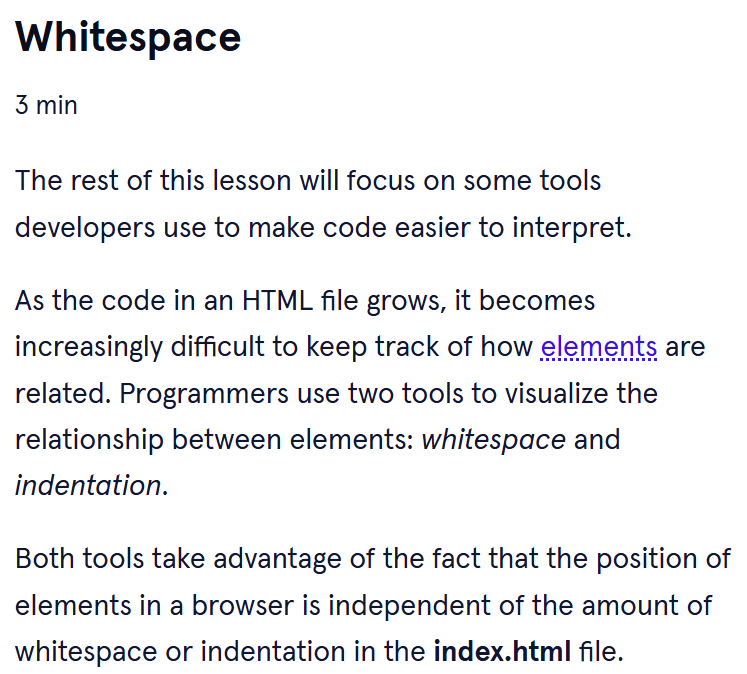 Whitespace
3 min
The rest of this lesson will focus on some tools
developers use to make code easier to interpret.
As the code in an HTML file grows, it becomes
increasingly difficult to keep track of how elements are
related. Programmers use two tools to visualize the
relationship between elements: whitespace and
indentation.
Both tools take advantage of the fact that the position of
elements in a browser is independent of the amount of
whitespace or indentation in the index.html file.